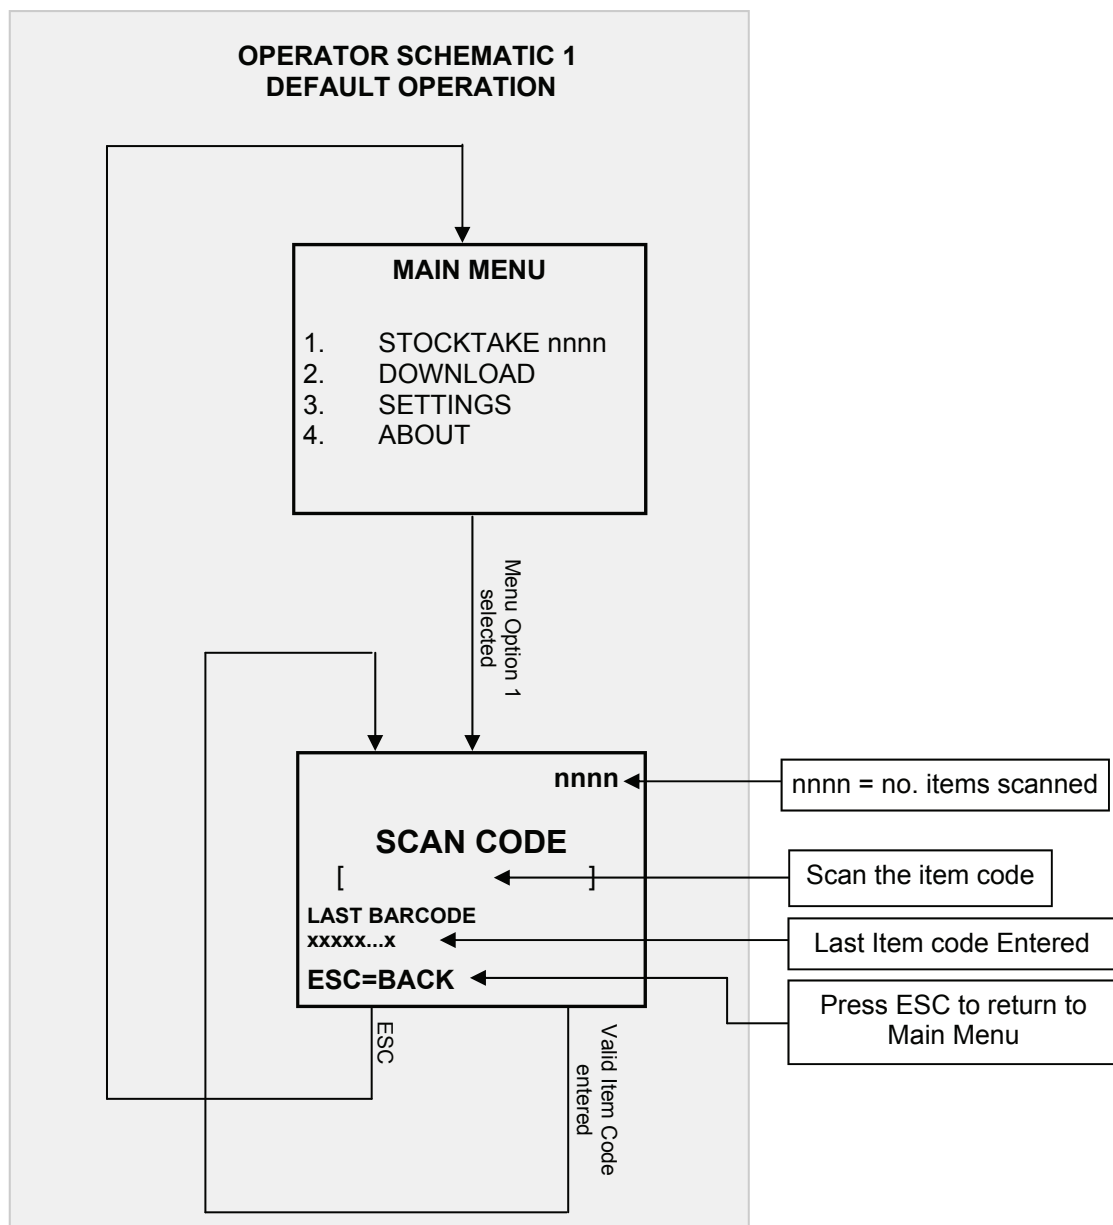 OPERATOR SCHEMATIC 1
DEFAULT OPERATION
MAIN MENU
1. STOCKTAKE nnnn
2. DOWNLOAD
3. SETTINGS
4. ABOUT
Menu Option 1
selected
nnnn
nnnn = no. items scanned
SCAN CODE
[ ]
Scan the item code
LAST BARCODE
xxxxx...x
Last Item code Entered
ESC=BACK
Press ESC to return to
Main Menu
ESC
Valid Item Code
entered